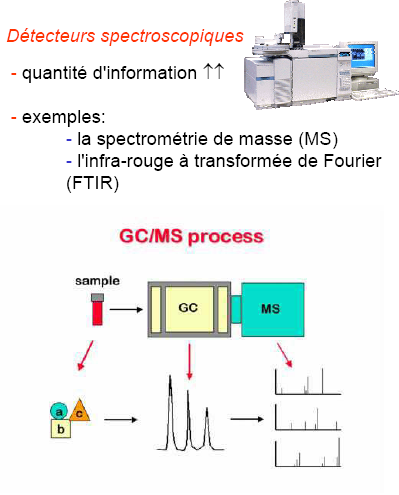 Détecteurs spectroscopiques
- quantité d'information ↑↑
- exemples:
- la spectrométrie de masse (MS)
- l'infra-rouge à transformée de Fourier
(FTIR)
GC/MS process
sample
GC
MS
a
c
b